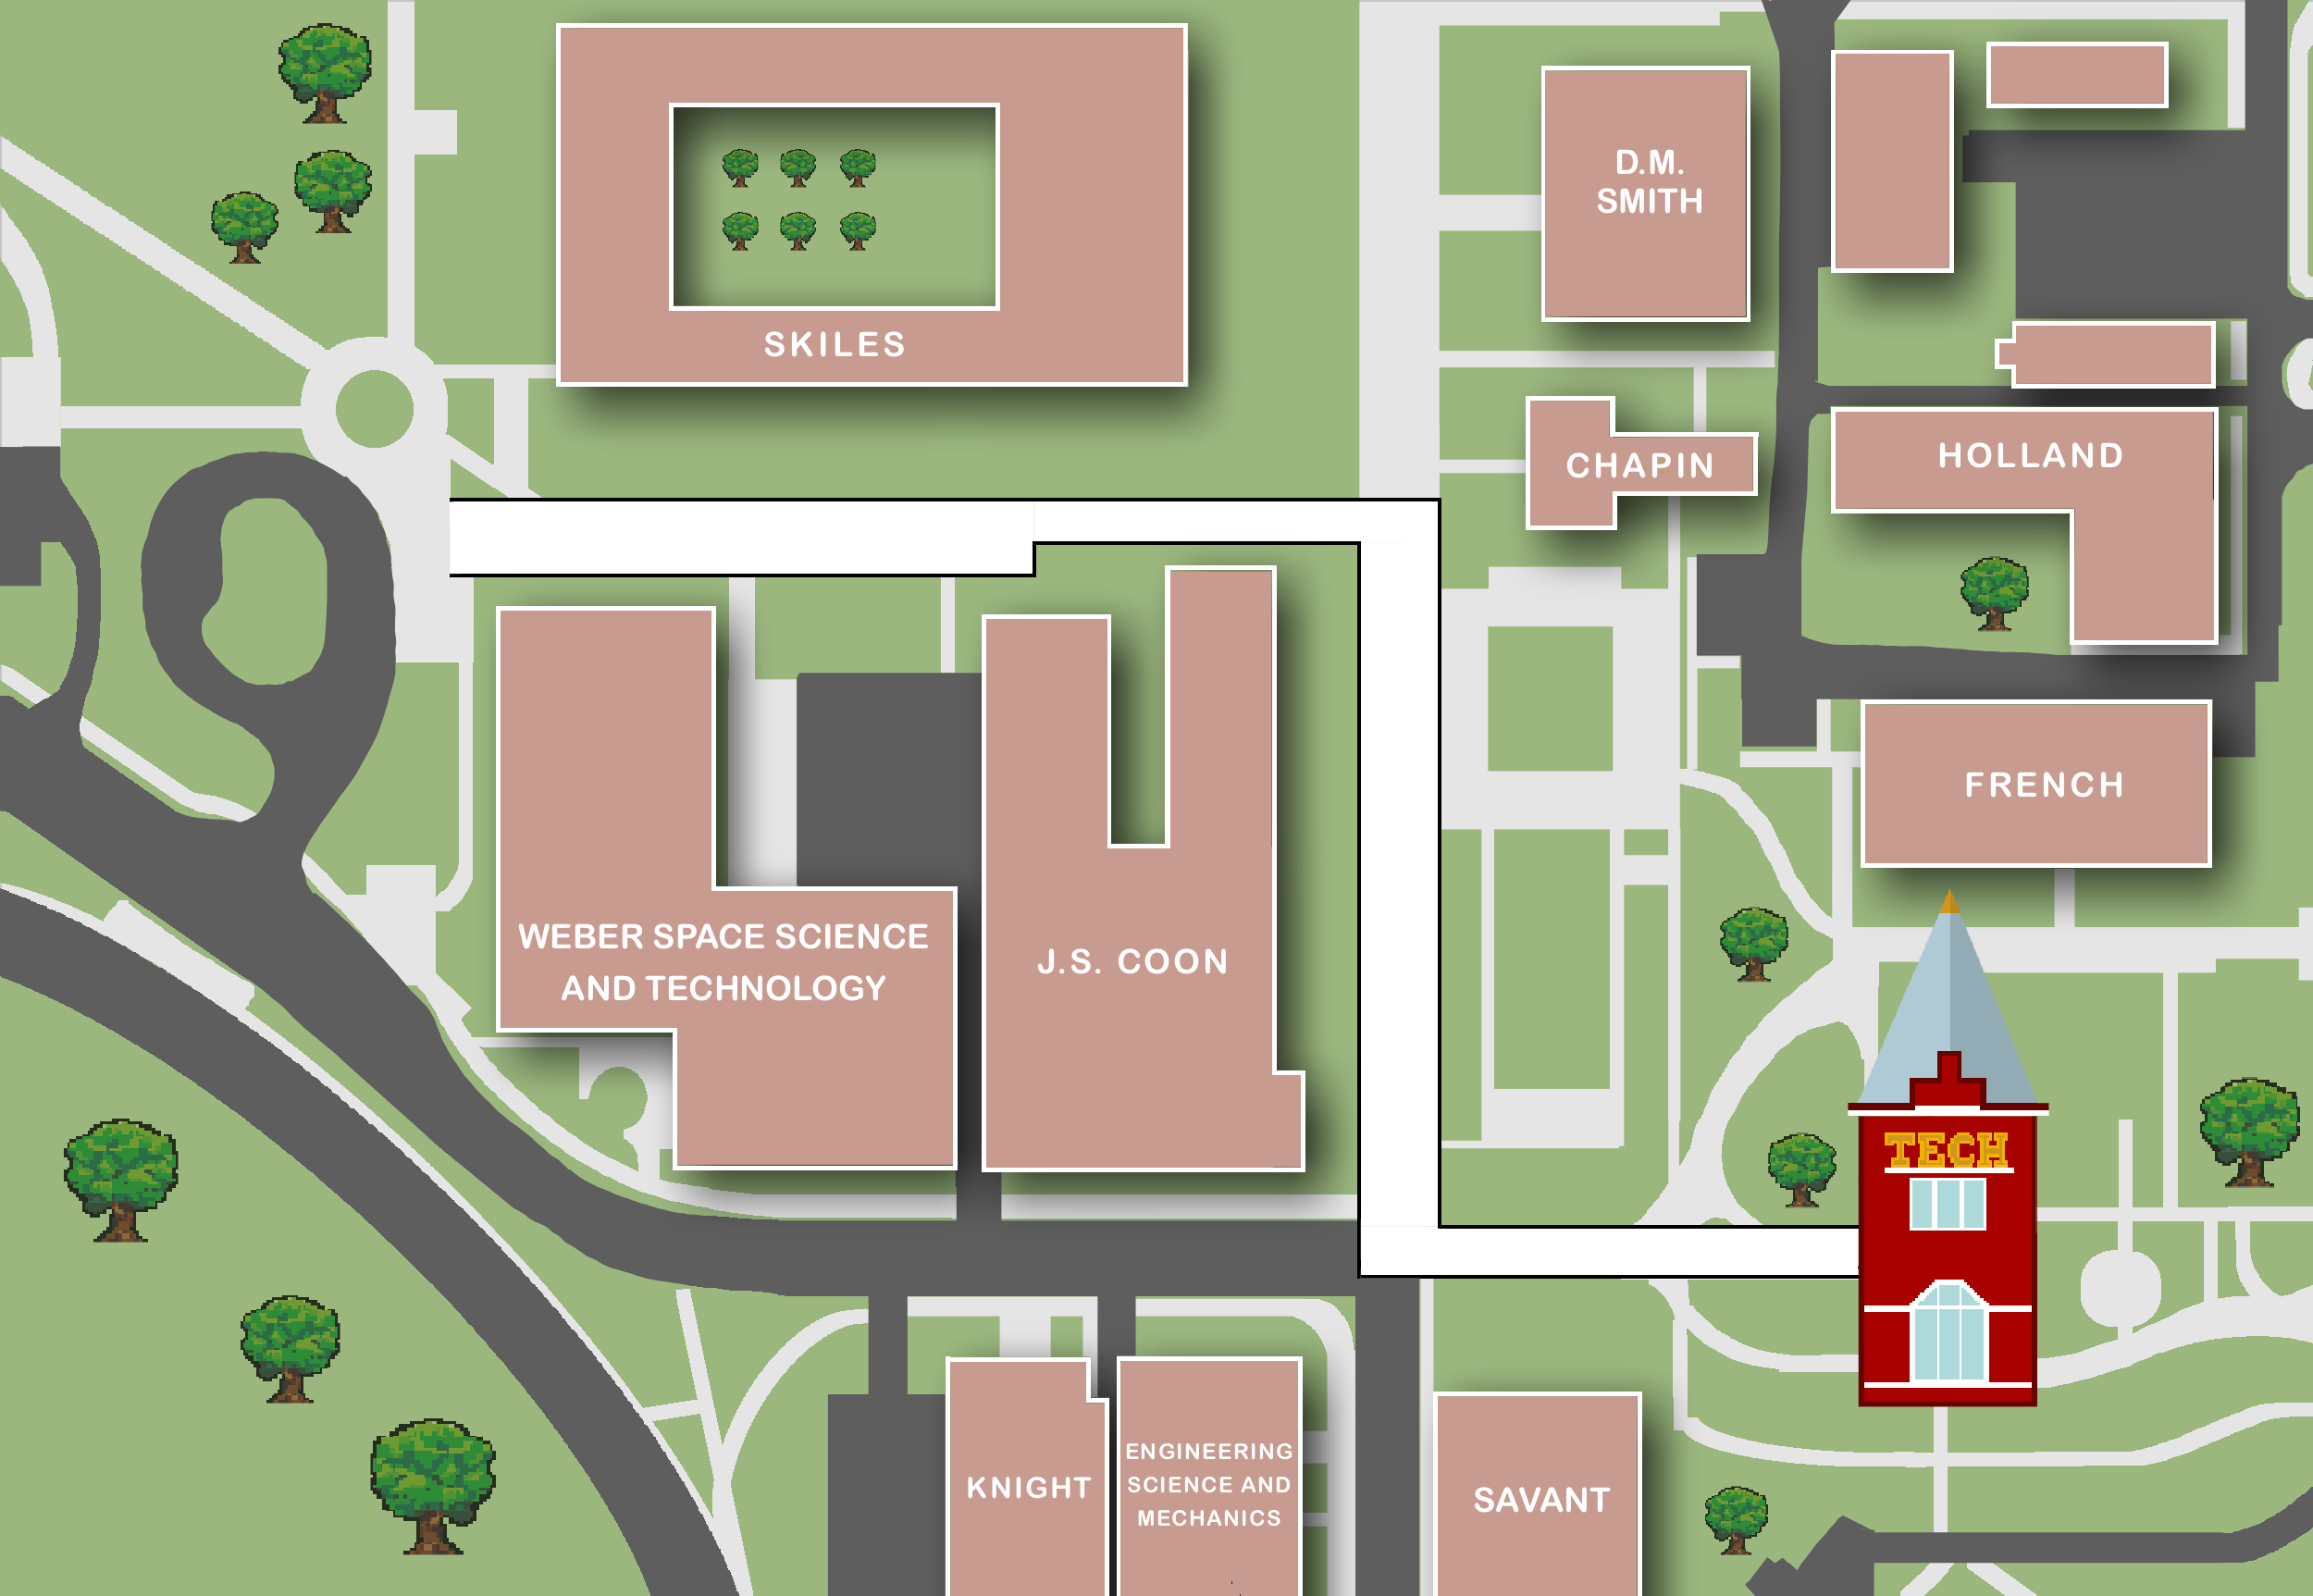 D.M.
SMITH
SKILES
CHAPIN
HOLLAND
FRENCH
WEBER SPACE SCIENCE
AND TECHNOLOGY
J.S. COON
TECH
KNIGHT
ENGINEERING
SCIENCE AND
MECHANICS
SAVANT